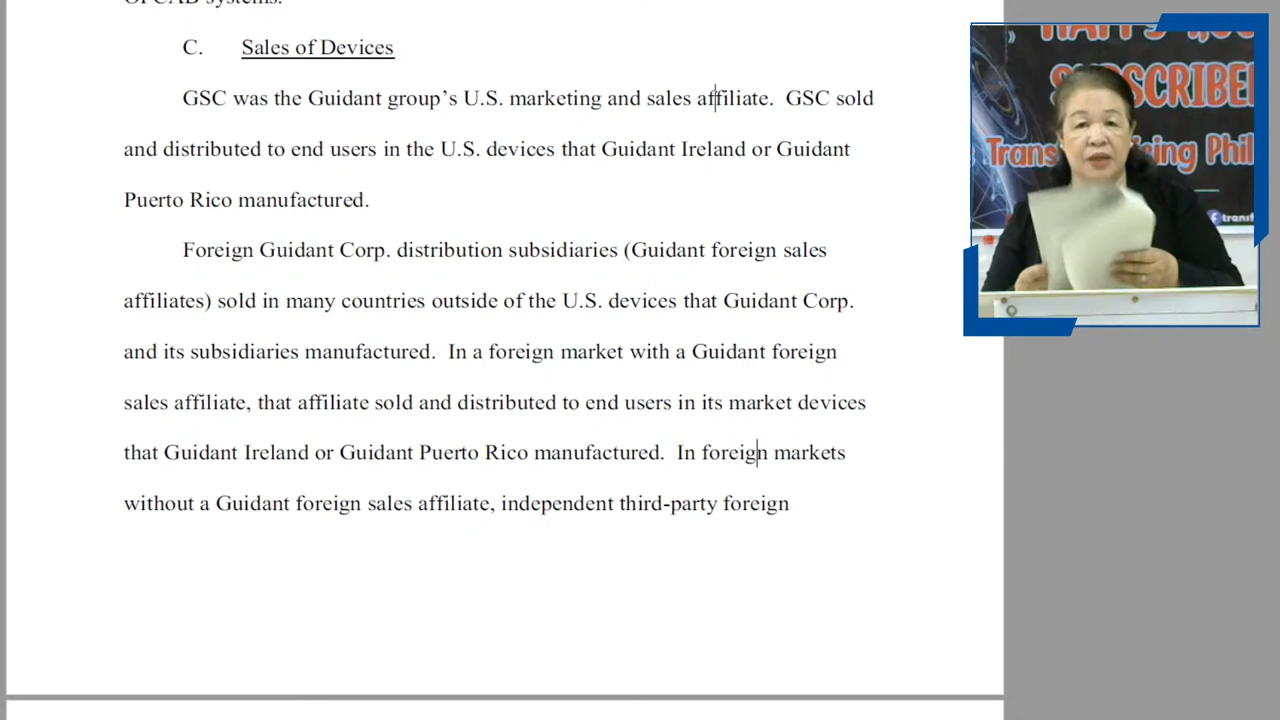 of CAD systems.
C. Sales of Devices
GSC was the Guidant group’s U.S. marketing and sales affiliate. GSC sold
and distributed to end users in the U.S. devices that Guidant Ireland or Guidant
Puerto Rico manufactured.
Foreign Guidant Corp. distribution subsidiaries (Guidant foreign sales
affiliates) sold in many countries outside of the U.S. devices that Guidant Corp.
and its subsidiaries manufactured. In a foreign market with a Guidant foreign
sales affiliate, that affiliate sold and distributed to end users in its market devices
that Guidant Ireland or Guidant Puerto Rico manufactured. In foreign markets
without a Guidant foreign sales affiliate, independent third-party foreign